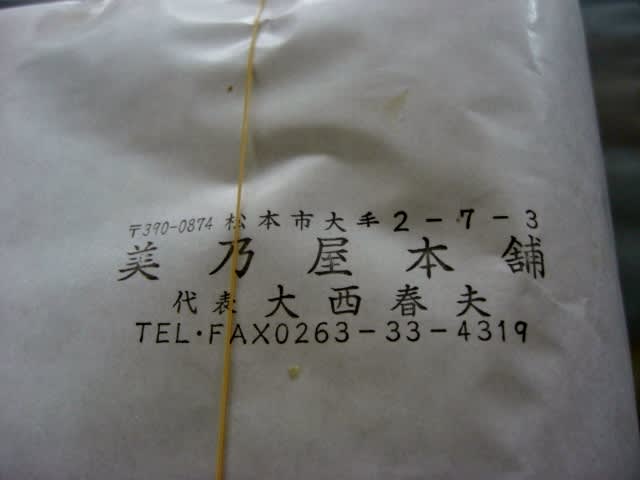 〒390-0874 松本市大手2-7-3
美乃屋本舗
代表 大西春夫
TEL・FAX0263-33-4319